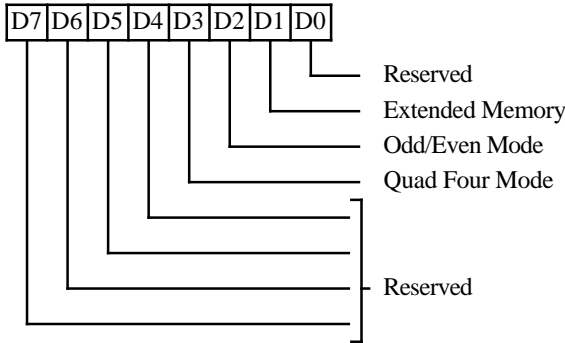 D7 D6 D5 D4 D3 D2 D1 D0
Reserved
Extended Memory
Odd/Even Mode
Quad Four Mode
Reserved